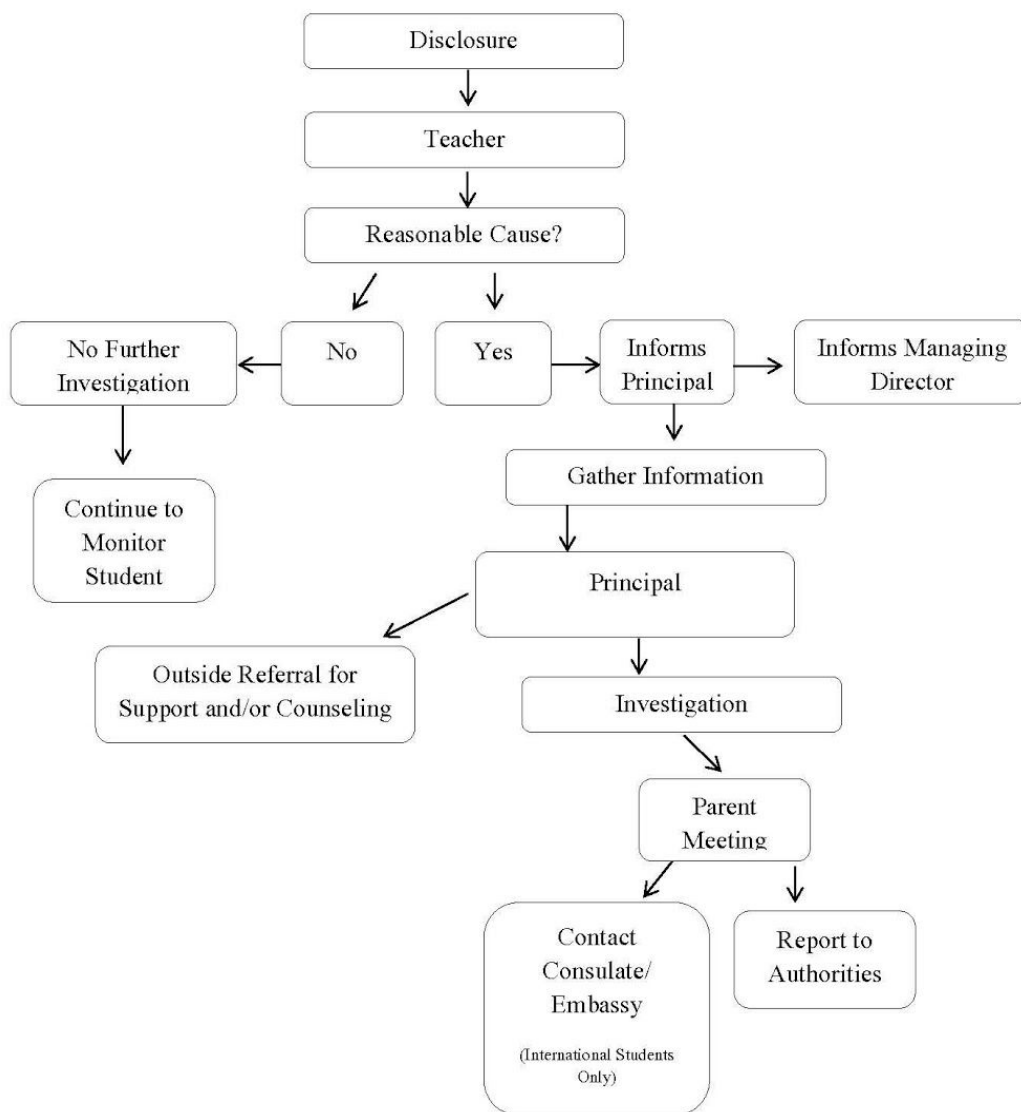 Disclosure
Teacher
Reasonable Cause?
No Further
Investigation
No
Yes
Informs
Principal
Informs Managing
Director
Gather Information
Continue to
Monitor
Student
Principal
Outside Referral for
Support and/or Counseling
Investigation
Parent
Meeting
Contact
Consulate/
Embassy
(International Students
Only)
Report to
Authorities